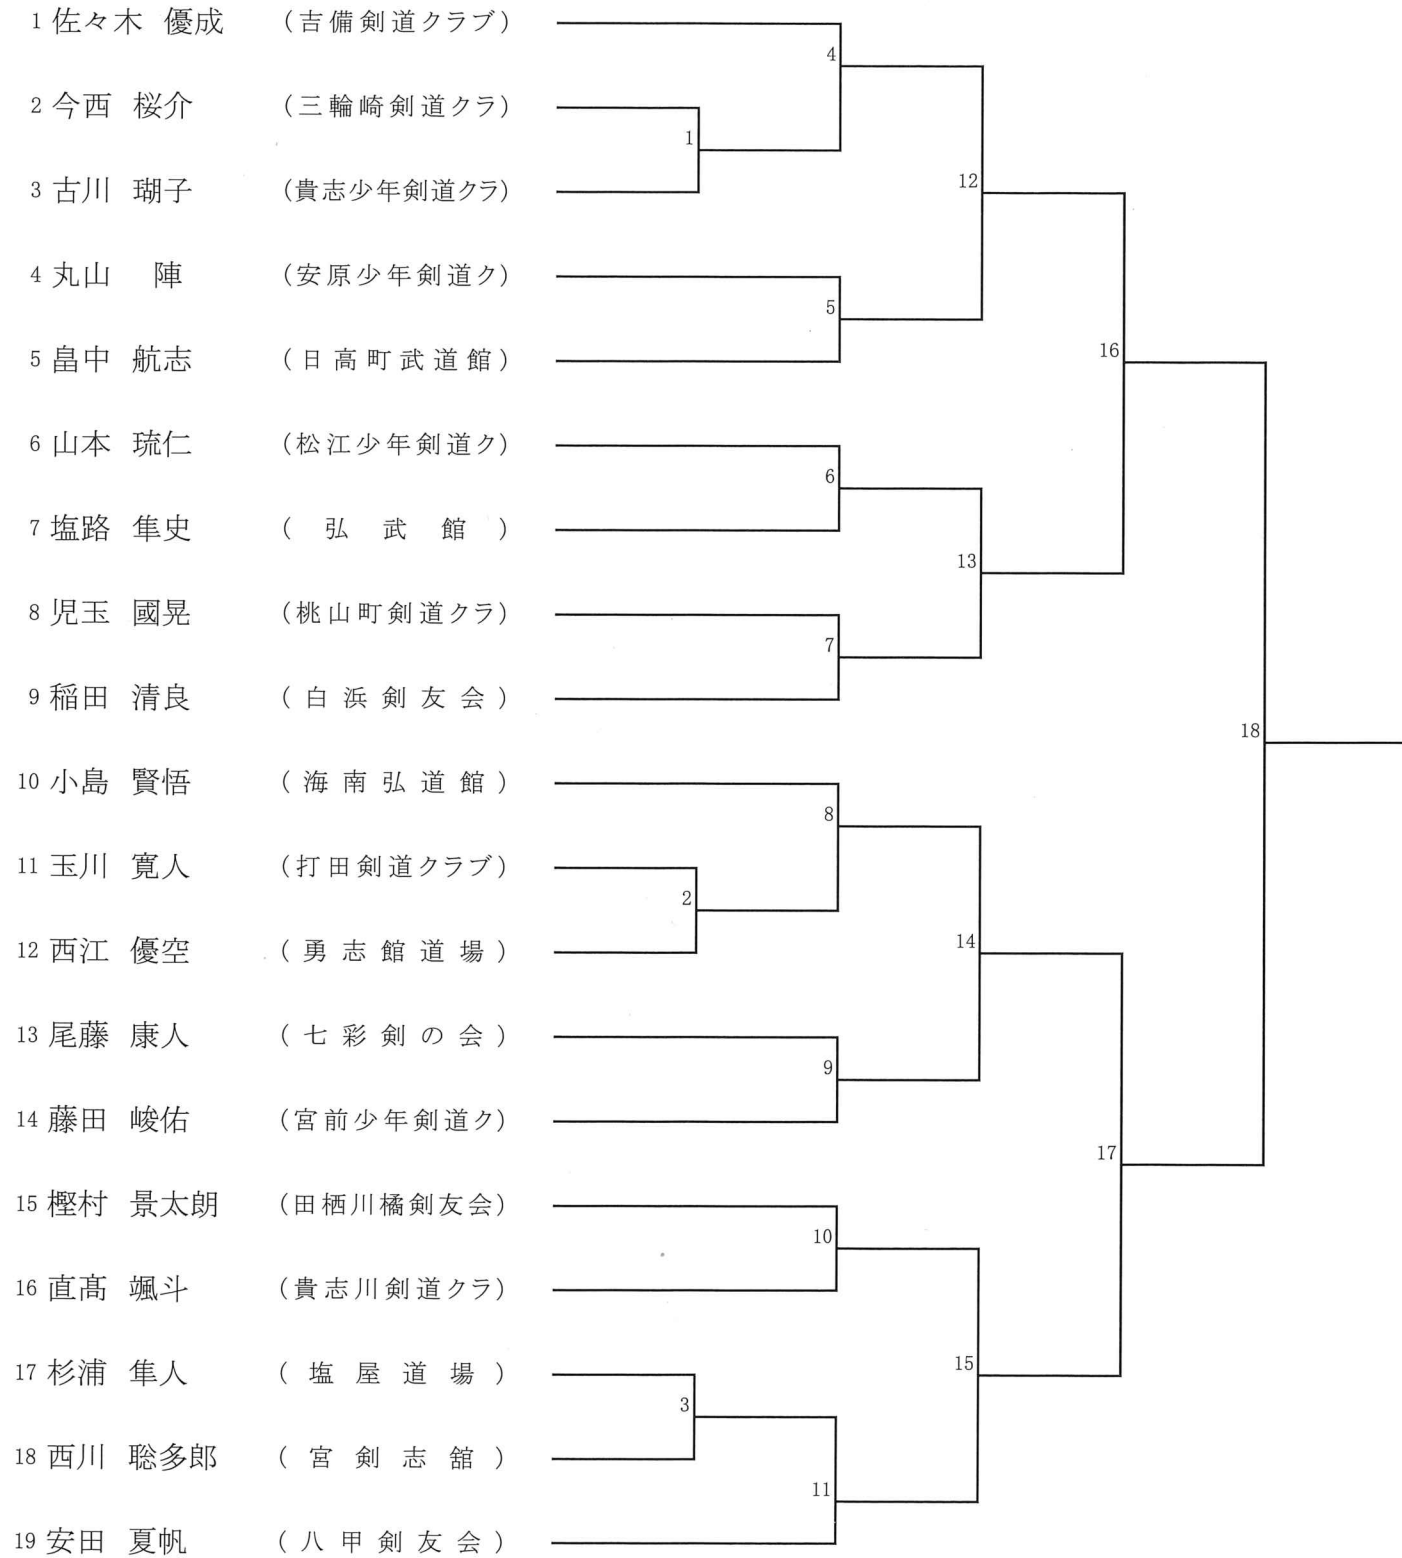 1 佐々木 優成 (吉備剣道クラブ)
4
2 今西 桜介 (三輪崎剣道クラ)
1
3 古川 瑚子 (貴志少年剣道クラ)
12
4 丸山 陣 (安原少年剣道ク)
5
5 畠中 航志 (日高町武道館)
16
6 山本 琉仁 (松江少年剣道ク)
6
7 塩路 隼史 (弘武館)
13
8 児玉 國晃 (桃山町剣道クラ)
7
9 稲田 清良 (白浜剣友会)
18
10 小島 賢悟 (海南弘道館)
8
11 玉川 寛人 (打田剣道クラブ)
2
12 西江 優空 (勇志館道場)
14
13 尾藤 康人 (七彩剣の会)
9
14 藤田 峻佑 (宮前少年剣道ク)
17
15 樫村 景太朗 (田栖川橘剣友会)
10
16 直髙 颯斗 (貴志川剣道クラ)
17 杉浦 隼人 (塩屋道場)
15
3
18 西川 聡多郎 (宮剣志舘)
11
19 安田 夏帆 (八甲剣友会)